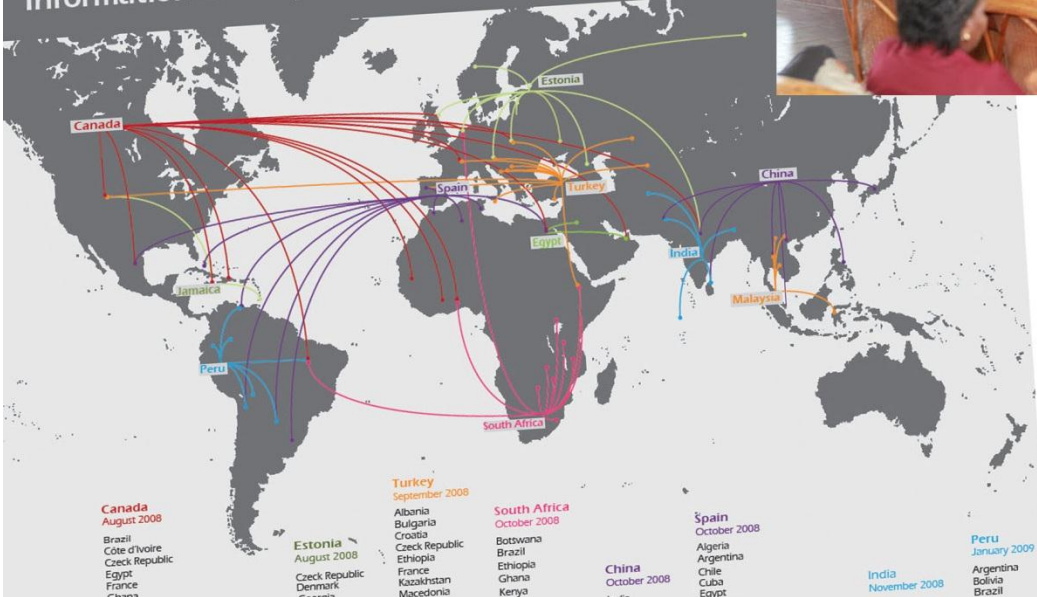 Canada
Estonia
Spain
Turkey
China
Egypt
India
Jamaica
Malaysia
Peru
South Africa
Canada
August 2008
Brazil
Côte d'Ivoire
Czeck Republic
Egypt
France
Estonia
August 2008
Czeck Republic
Denmark
Turkey
September 2008
Albania
Bulgaria
Croatia
Czeck Republic
Ethiopia
France
Kazakhstan
Macedonia
South Africa
October 2008
Botswana
Brazil
Ethiopia
Ghana
Kenya
China
October 2008
Spain
October 2008
Algeria
Argentina
Chile
Cuba
Egypt
India
November 2008
Peru
January 2009
Argentina
Bolivia
Brazil